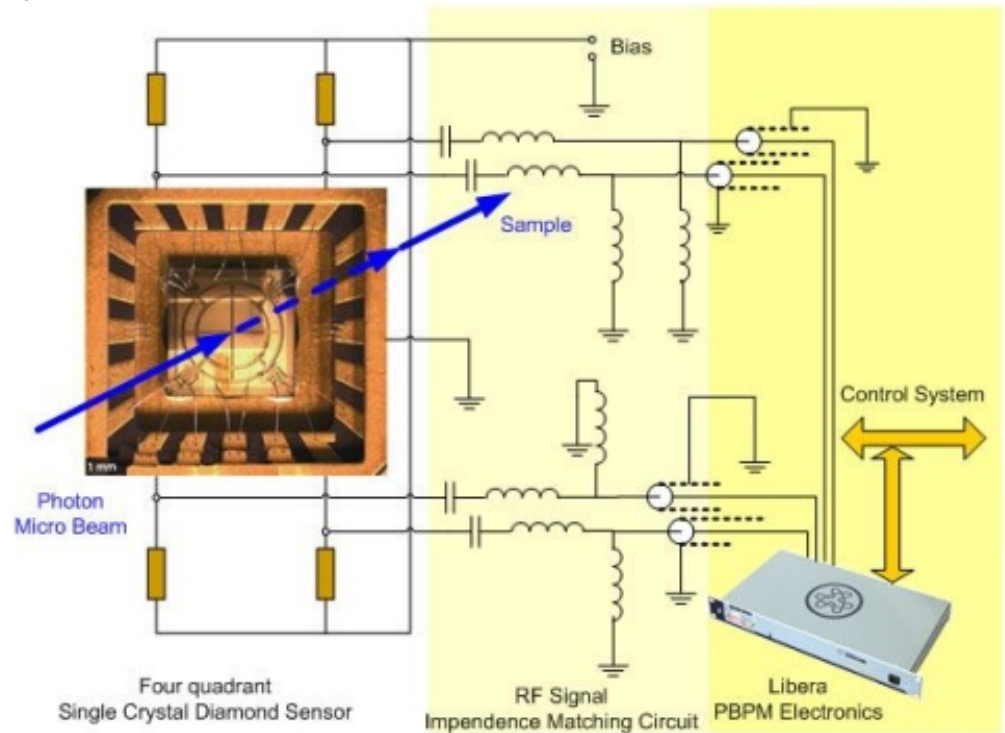 Bias
Sample
1 mm
Control System
Photon
Micro Beam
Four quadrant
Single Crystal Diamond Sensor
RF Signal
Impendence Matching Circuit
Libera
PBPM Electronics